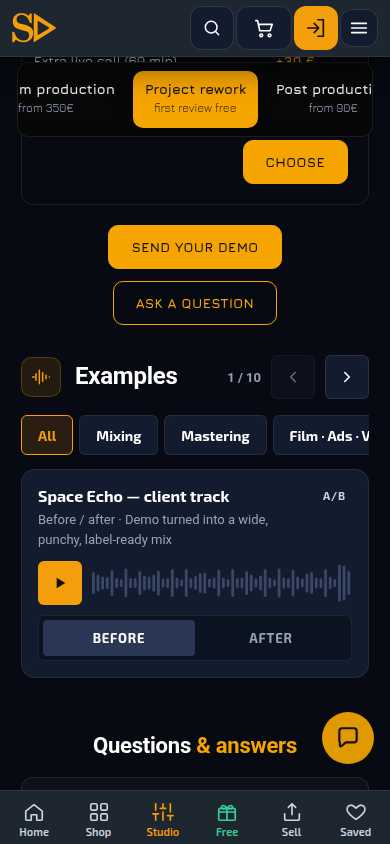 SD
Extra live call (60 min)
+30 €
m production
from 350€
Project rework
first review free
Post producti
from 90€
CHOOSE
SEND YOUR DEMO
ASK A QUESTION
Examples
1 / 10
All
Mixing
Mastering
Film · Ads · V
Space Echo — client track
A/B
Before / after · Demo turned into a wide,
punchy, label-ready mix
BEFORE
AFTER
Questions & answers
Home
Shop
Studio
Free
Sell
Saved